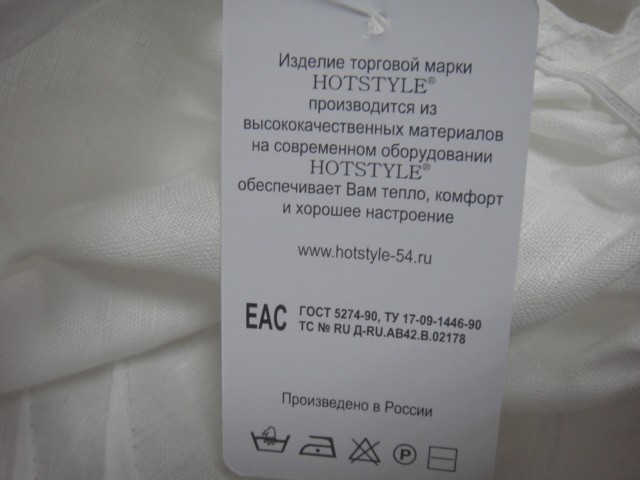 Изделие торговой марки
HOTSTYLE®
производится из
высококачественных материалов
на современном оборудовании
HOTSTYLE®
обеспечивает Вам тепло, комфорт
и хорошее настроение
www.hotstyle-54.ru
ЕАС ГОСТ 5274-90, ТУ 17-09-1446-90
ТС № RU Д-RU.АВ42.В.02178
Произведено в России
P